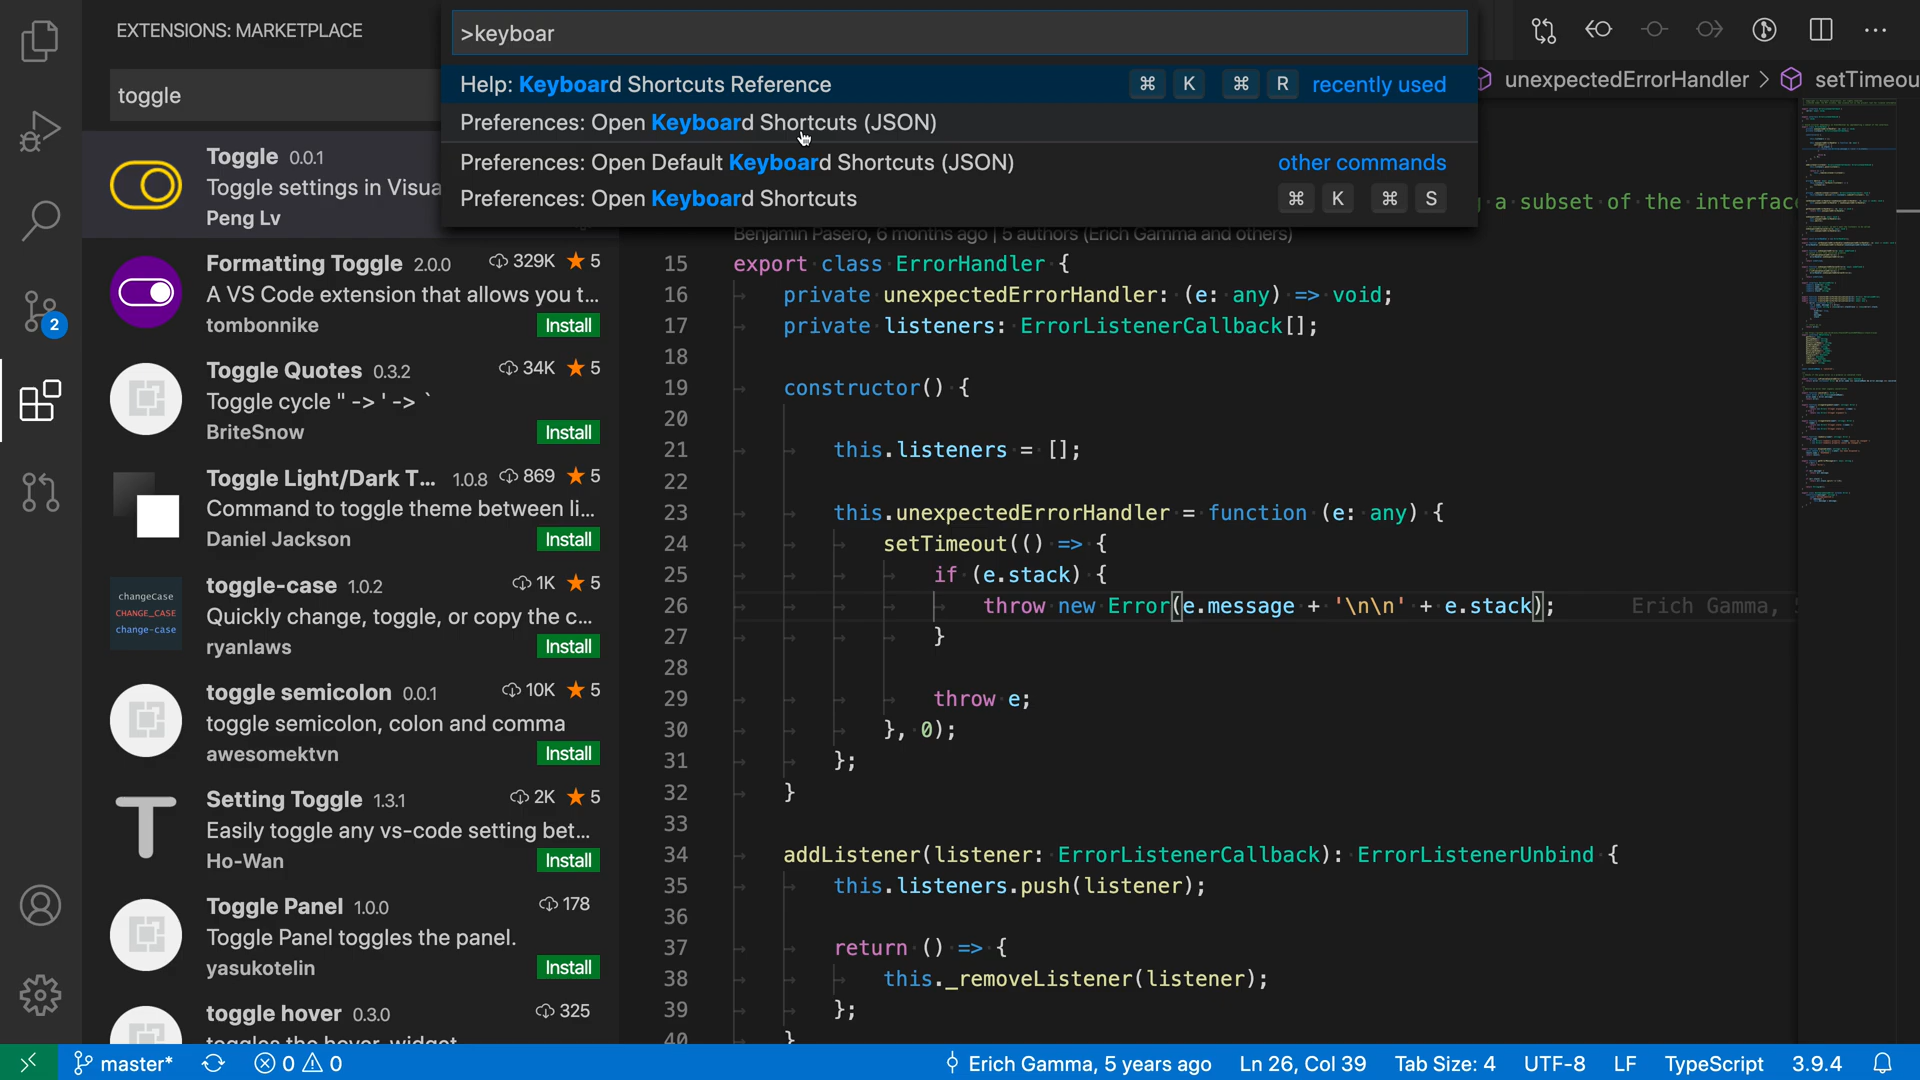 EXTENSIONS: MARKETPLACE
toggle
Toggle 0.0.1
Toggle settings in Visua
Peng Lv
Formatting Toggle 2.0.0 329K ★ 5
A VS Code extension that allows you t...
tombonnike Install
Toggle Quotes 0.3.2 34K ★ 5
Toggle cycle " -> ' -> `
BriteSnow Install
Toggle Light/Dark T... 1.0.8 869 ★ 5
Command to toggle theme between li...
Daniel Jackson Install
changeCase
CHANGE_CASE
change-case
toggle-case 1.0.2 1K ★ 5
Quickly change, toggle, or copy the c...
ryanlaws Install
toggle semicolon 0.0.1 10K ★ 5
toggle semicolon, colon and comma
awesomektvn Install
Setting Toggle 1.3.1 2K ★ 5
Easily toggle any vs-code setting bet...
Ho-Wan Install
Toggle Panel 1.0.0 178
Toggle Panel toggles the panel.
yasukotelin Install
toggle hover 0.3.0 325
toggles the hover widget
2
>keyboar
Help: Keyboard Shortcuts Reference ⌘ K ⌘ R recently used
Preferences: Open Keyboard Shortcuts (JSON)
Preferences: Open Default Keyboard Shortcuts (JSON) other commands
Preferences: Open Keyboard Shortcuts ⌘ K ⌘ S
unexpectedErrorHandler > setTimeou
a subset of the interfac
Benjamin Pasero, 6 months ago | 5 authors (Erich Gamma and others)
15 export class ErrorHandler {
16 private unexpectedErrorHandler: (e: any) => void;
17 private listeners: ErrorListenerCallback[];
18
19 constructor() {
20
21 this.listeners = [];
22
23 this.unexpectedErrorHandler = function (e: any) {
24 setTimeout(() => {
25 if (e.stack) {
26 throw new Error(e.message + '\n\n' + e.stack); Erich Gamma,
27 }
28
29 throw e;
30 }, 0);
31 };
32 }
33
34 addListener(listener: ErrorListenerCallback): ErrorListenerUnbind {
35 this.listeners.push(listener);
36
37 return () => {
38 this._removeListener(listener);
39 };
40 }
master* 0 0 Erich Gamma, 5 years ago Ln 26, Col 39 Tab Size: 4 UTF-8 LF TypeScript 3.9.4